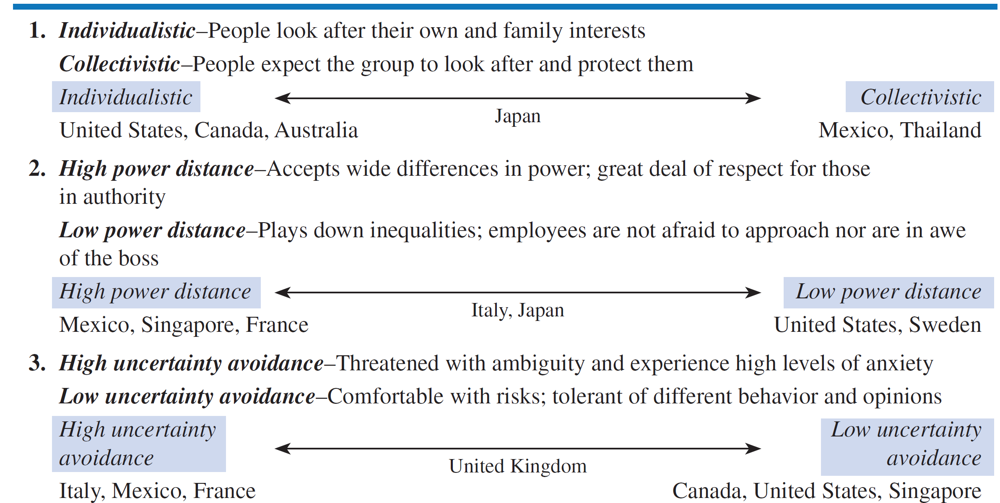 1. Individualistic–People look after their own and family interests
Collectivistic–People expect the group to look after and protect them
Individualistic
Collectivistic
Japan
United States, Canada, Australia
Mexico, Thailand
2. High power distance–Accepts wide differences in power; great deal of respect for those
in authority
Low power distance–Plays down inequalities; employees are not afraid to approach nor are in awe
of the boss
High power distance
Low power distance
Italy, Japan
Mexico, Singapore, France
United States, Sweden
3. High uncertainty avoidance–Threatened with ambiguity and experience high levels of anxiety
Low uncertainty avoidance–Comfortable with risks; tolerant of different behavior and opinions
High uncertainty
avoidance
Low uncertainty
avoidance
United Kingdom
Italy, Mexico, France
Canada, United States, Singapore